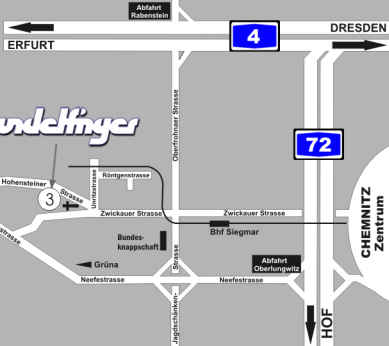 Abfahrt
Rabenstein
DRESDEN
ERFURT
4
Oberfrohnaer Strasse
72
Röntgenstrasse
Hohensteiner
Strasse
3
Unritzstrasse
Zwickauer Strasse
Zwickauer Strasse
CHEMNITZ
Zentrum
Bundes-
knappschaft
Bhf Siegmar
Strasse
Grüna
Abfahrt
Oberlungwitz
Neefestrasse
Neefestrasse
Jagdschänken-
HOF